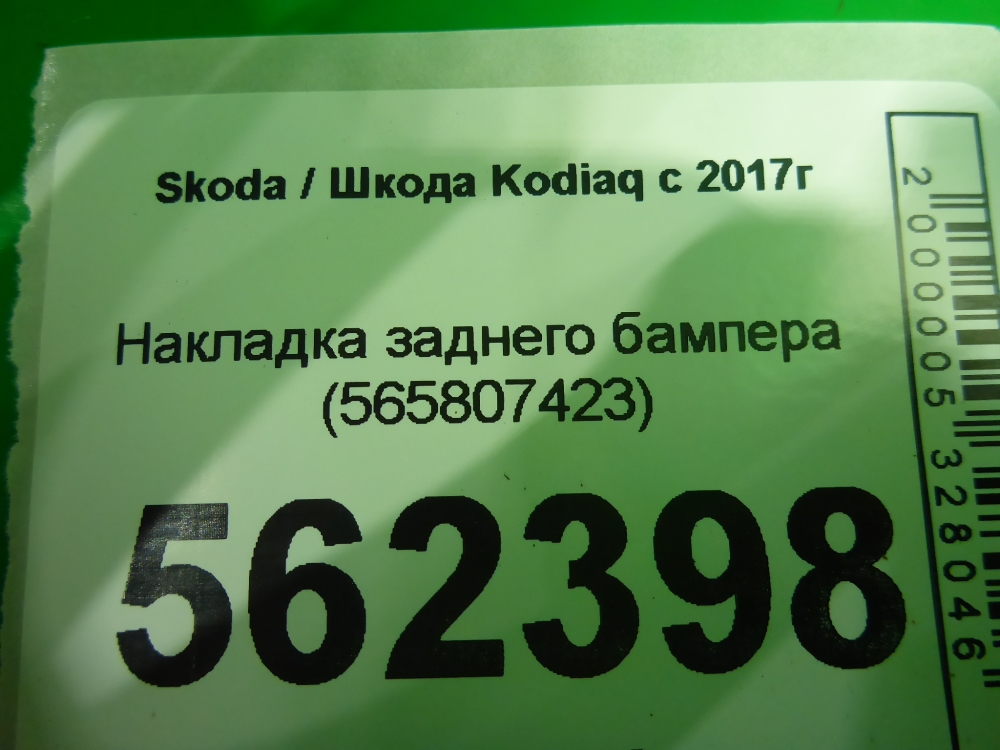 Skoda / Шкода Kodiaq с 2017г
Накладка заднего бампера
(565807423)
562398
2000005328046